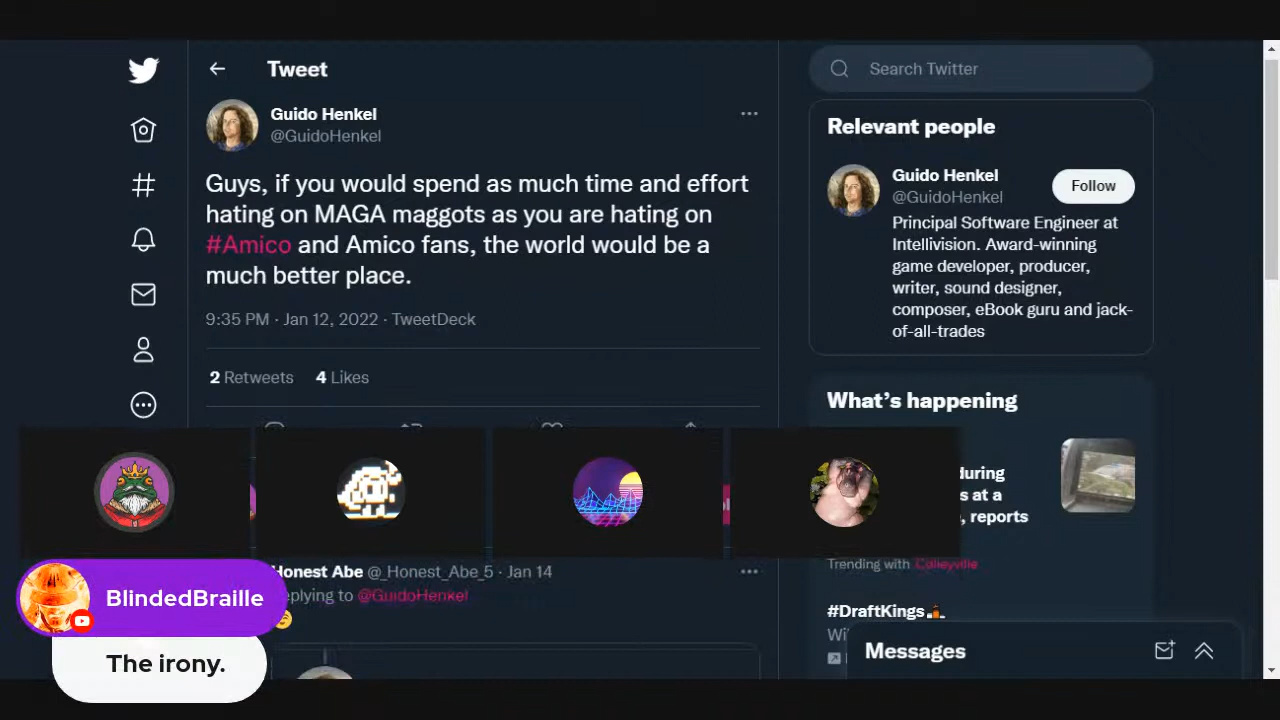 Tweet
Guido Henkel
@GuidoHenkel
Guys, if you would spend as much time and effort
hating on MAGA maggots as you are hating on
#Amico and Amico fans, the world would be a
much better place.
9:35 PM · Jan 12, 2022 · TweetDeck
2 Retweets 4 Likes
Honest Abe @_Honest_Abe_5 · Jan 14
eplying to @GuidoHenkel
BlindedBraille
The irony.
Search Twitter
Relevant people
Guido Henkel
@GuidoHenkel
Follow
Principal Software Engineer at
Intellivision. Award-winning
game developer, producer,
writer, sound designer,
composer, eBook guru and jack-
of-all-trades
What's happening
during
s at a
, reports
Trending with Colleyville
#DraftKings
Wi
Messages